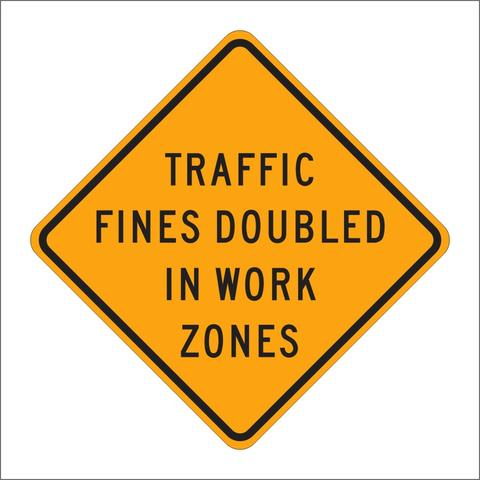 TRAFFIC
FINES DOUBLED
IN WORK
ZONES